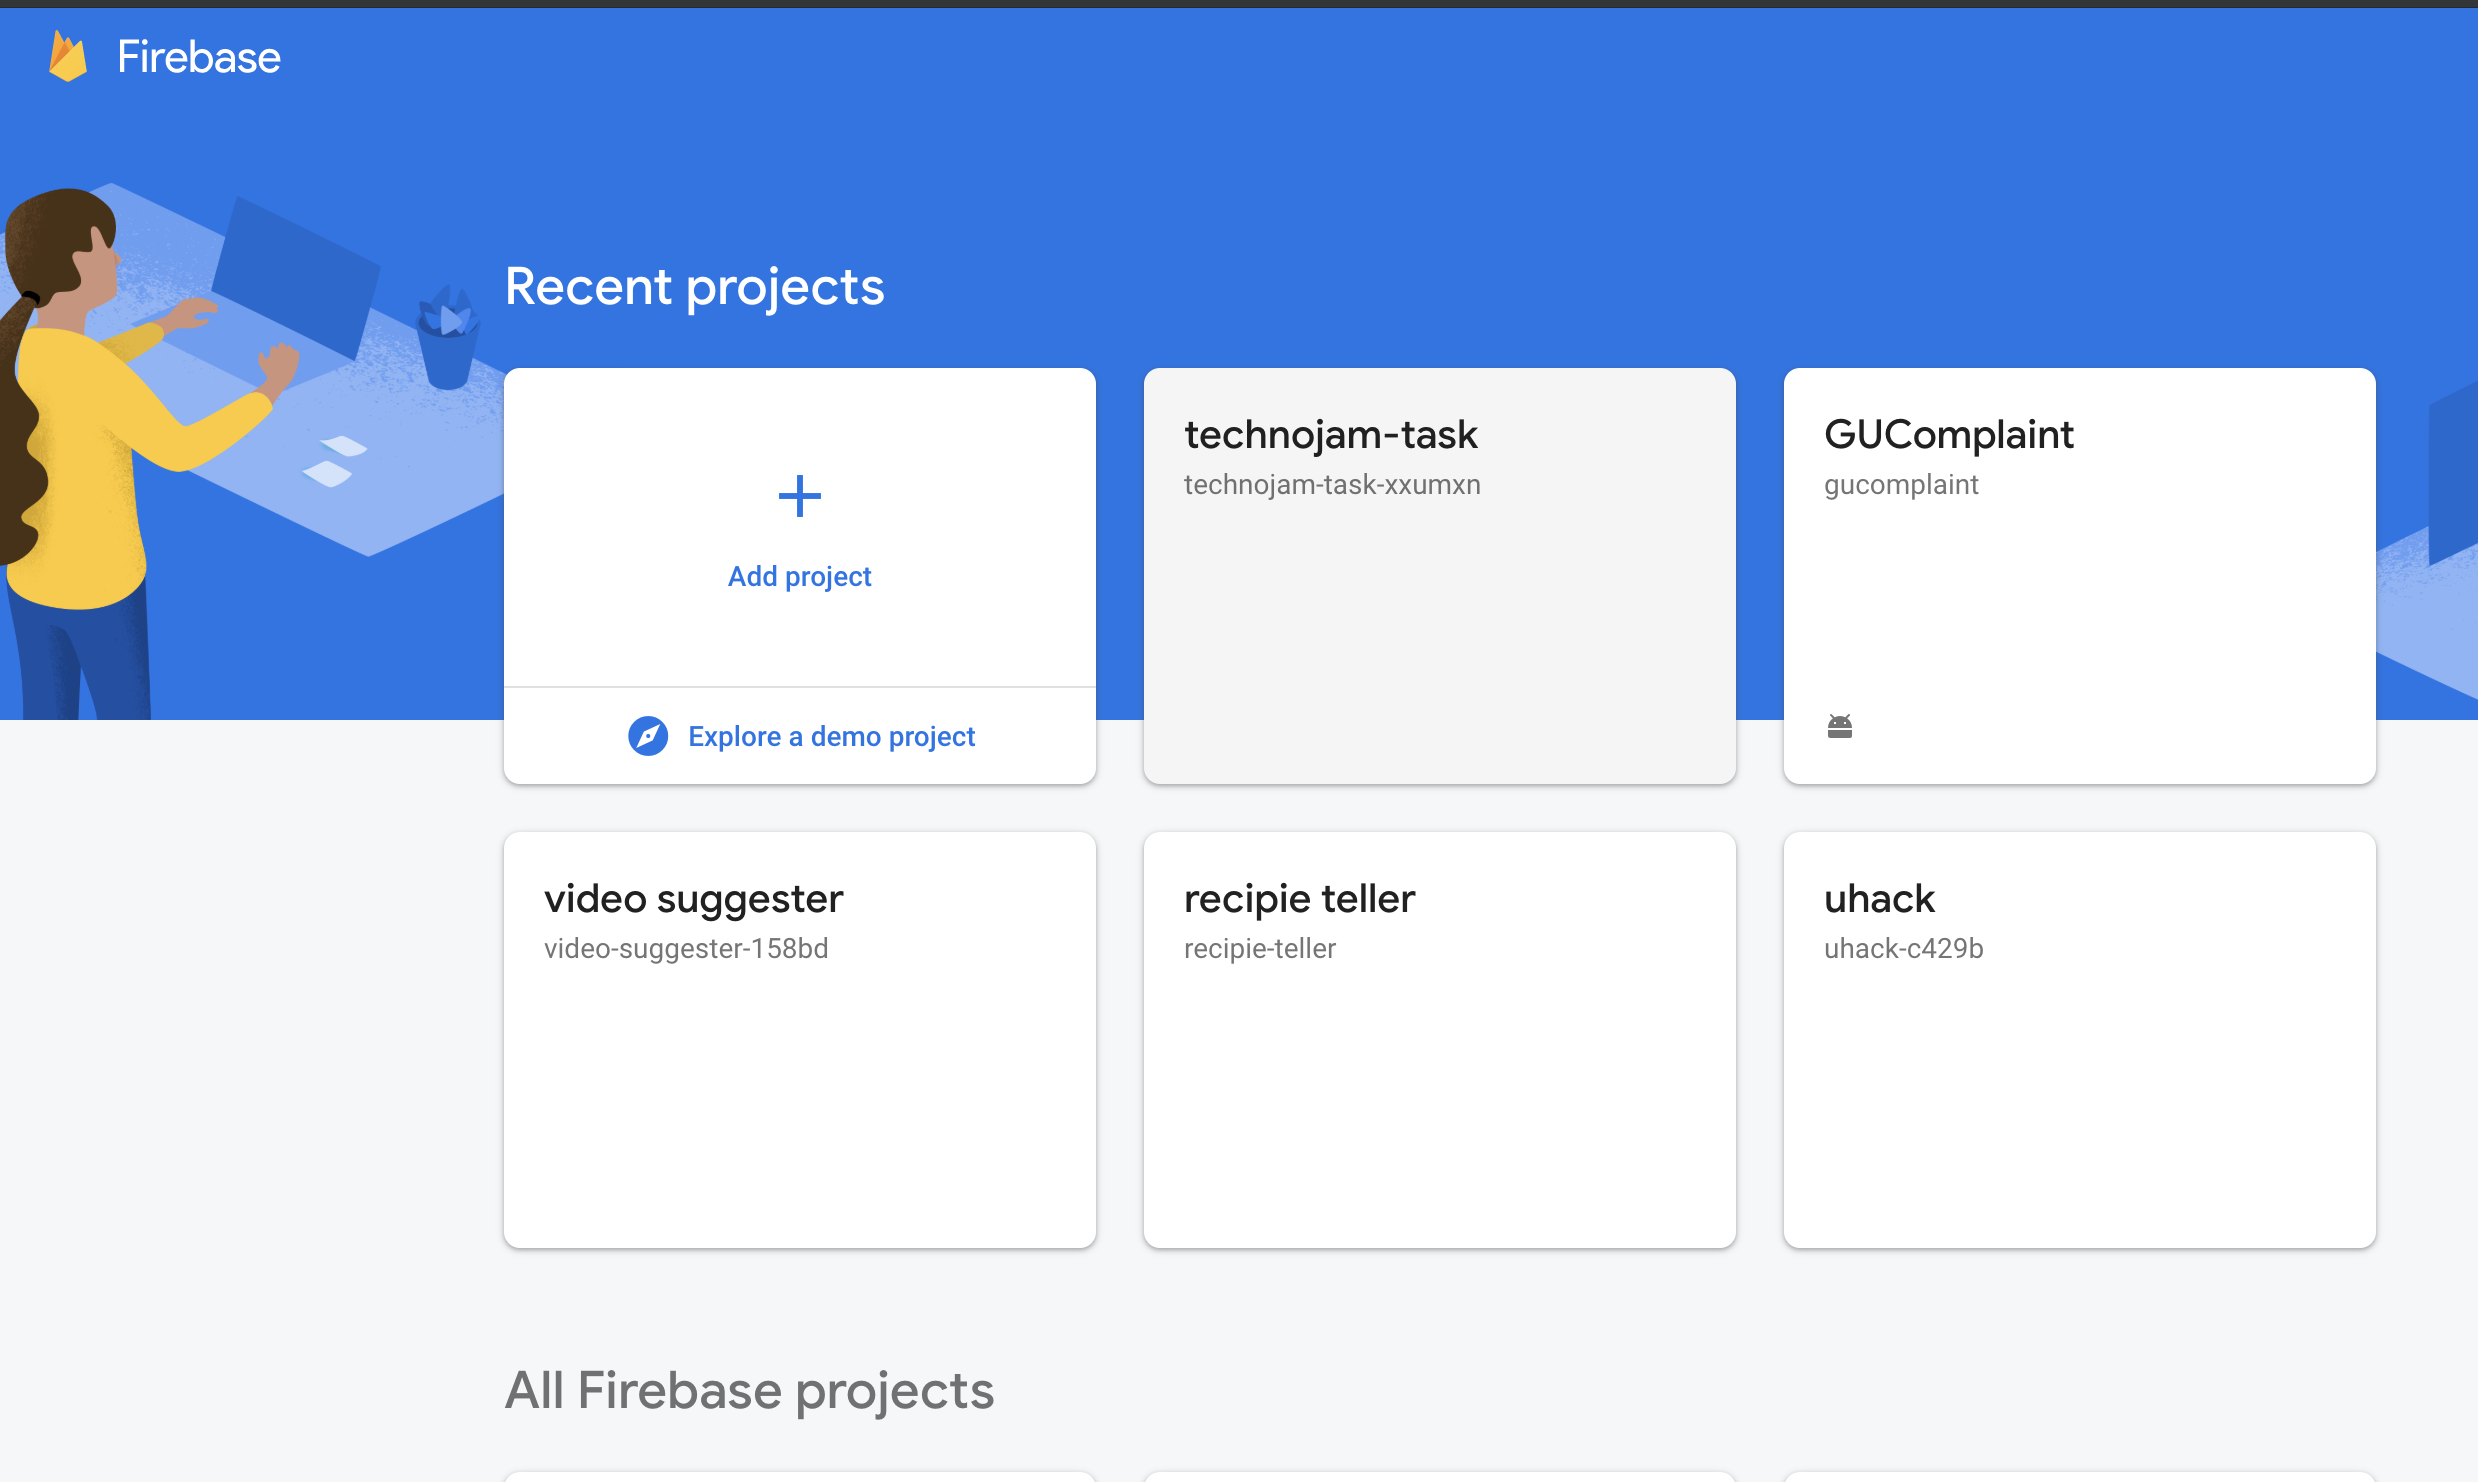 Firebase
Recent projects
Add project
Explore a demo project
technojam-task
technojam-task-xxumxn
GUComplaint
gucomplaint
video suggester
video-suggester-158bd
recipie teller
recipie-teller
uhack
uhack-c429b
All Firebase projects